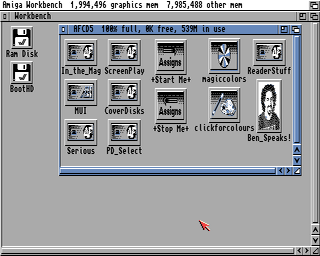 Amiga Workbench 1,994,496 graphics mem 7,985,488 other mem
Workbench
AFCD5 100% full, 0K free, 539M in use
Ram Disk
BootHD
In_the_Mag ScreenPlay +Start Me+ magiccolors ReaderStuff
MUI CoverDisks +Stop Me+ clickforcolours Ben_Speaks!
Serious PD_Select
Assigns
Assigns